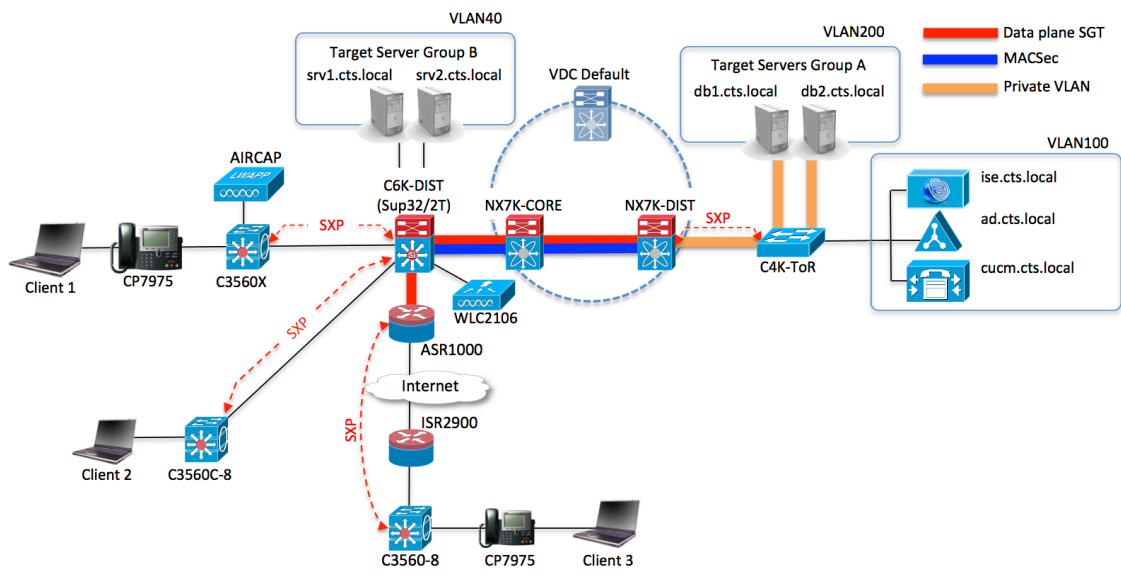 VLAN40
Target Server Group B
srv1.cts.local srv2.cts.local
VDC Default
VLAN200
Target Servers Group A
db1.cts.local db2.cts.local
Data plane SGT
MACSec
Private VLAN
VLAN100
ise.cts.local
ad.cts.local
cucm.cts.local
AIRCAP
LWAPP
C6K-DIST
(Sup32/2T)
NX7K-CORE
NX7K-DIST
SXP
SXP
SI
C4K-ToR
Client 1
CP7975
C3560X
WLC2106
SXP
ASR1000
Internet
SXP
ISR2900
Client 2
C3560C-8
C3560-8
CP7975
Client 3